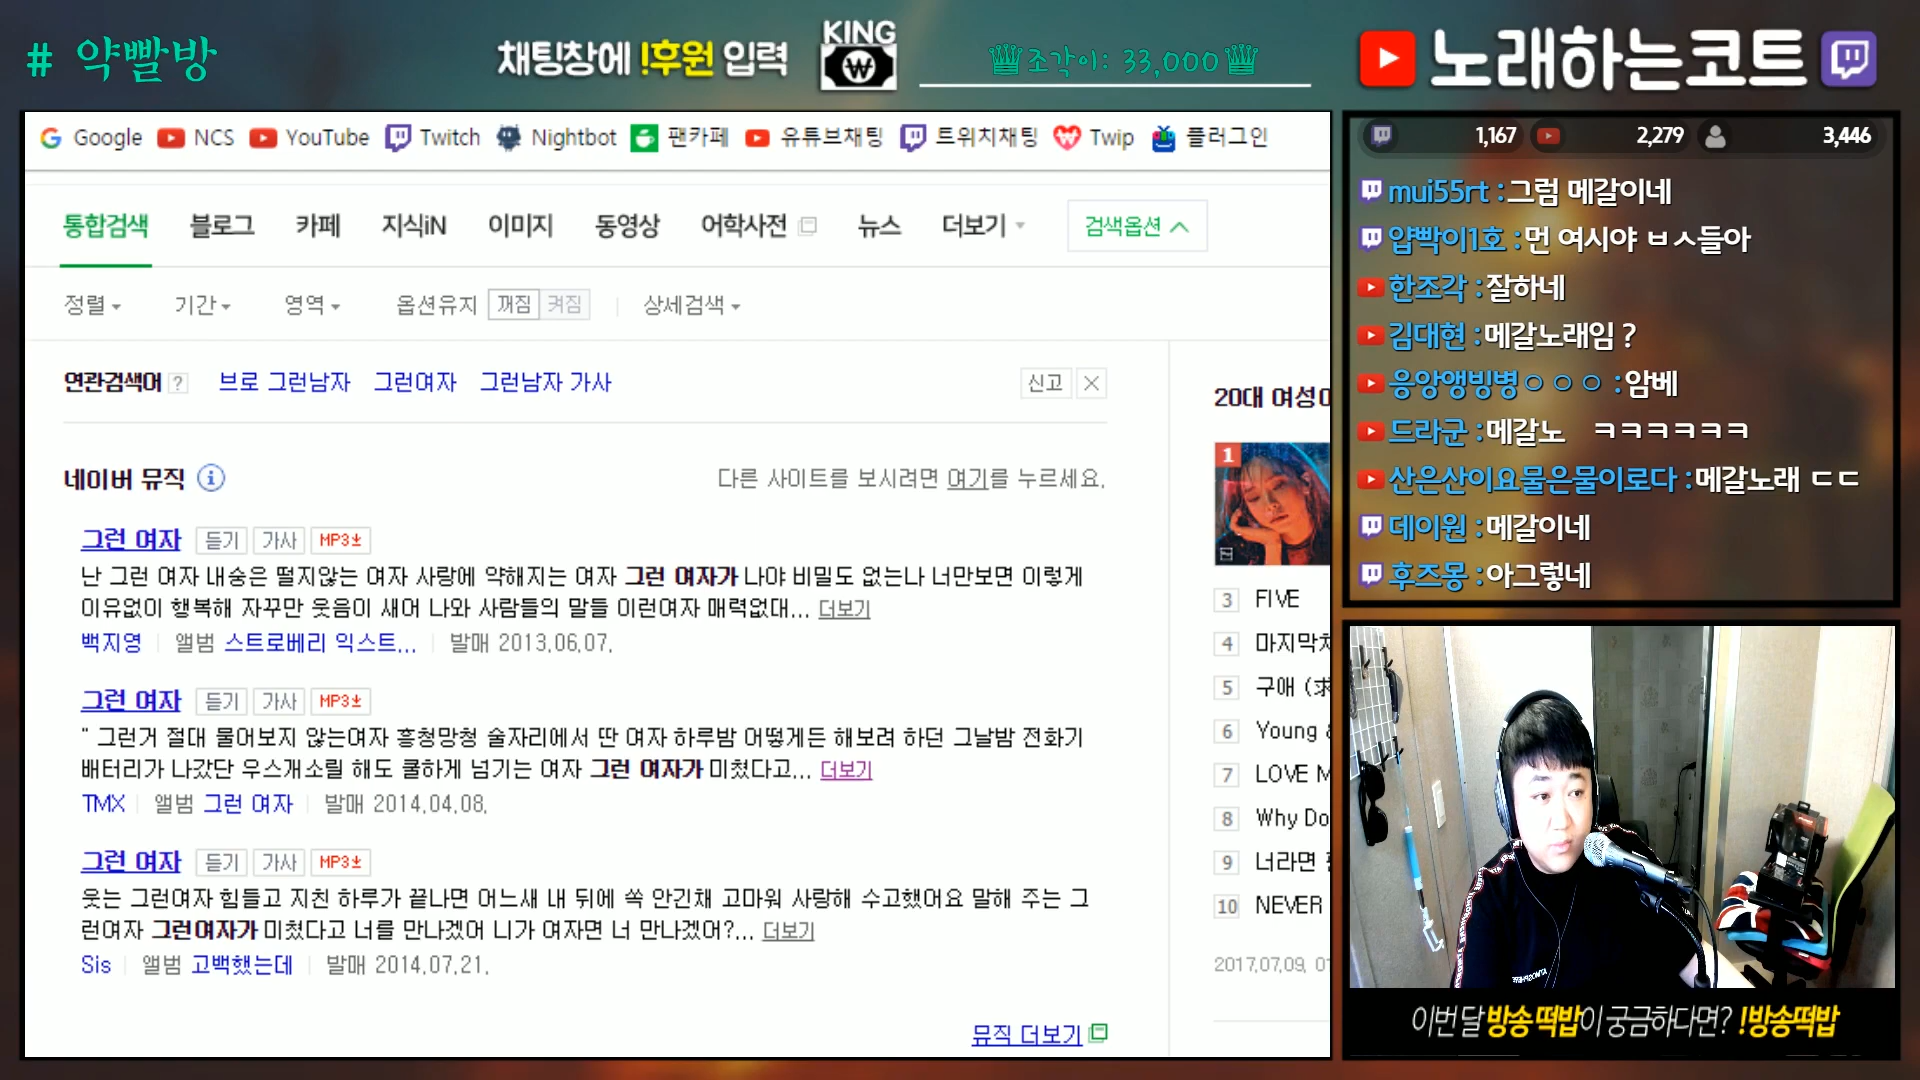 # 약빨방
채팅창에 !후원 입력
KING
조각이: 33,000
노래하는코트
Google NCS YouTube Twitch Nightbot 팬카페 유튜브채팅 트위치채팅 Twip 플러그인
통합검색 블로그 카페 지식iN 이미지 동영상 어학사전 뉴스 더보기 검색옵션
정렬 기간 영역 옵션유지 꺼짐 켜짐 상세검색
연관검색어 ? 브로 그런남자 그런여자 그런남자 가사 신고
네이버 뮤직 다른 사이트를 보시려면 여기를 누르세요.
그런 여자 듣기 가사 MP3
난 그런 여자 내숭은 떨지않는 여자 사랑에 약해지는 여자 그런 여자가 나야 비밀도 없는나 너만보면 이렇게
이유없이 행복해 자꾸만 웃음이 새어 나와 사람들의 말들 이런여자 매력없대... 더보기
백지영 앨범 스트로베리 익스트... 발매 2013.06.07.
그런 여자 듣기 가사 MP3
" 그런거 절대 물어보지 않는여자 흥청망청 술자리에서 딴 여자 하루밤 어떻게든 해보려 하던 그날밤 전화기
배터리가 나갔단 우스개소릴 해도 쿨하게 넘기는 여자 그런 여자가 미쳤다고... 더보기
TMX 앨범 그런 여자 발매 2014.04.08.
그런 여자 듣기 가사 MP3
웃는 그런여자 힘들고 지친 하루가 끝나면 어느새 내 뒤에 쏙 안긴채 고마워 사랑해 수고했어요 말해 주는 그
런여자 그런여자가 미쳤다고 너를 만나겠어 니가 여자면 너 만나겠어?... 더보기
Sis 앨범 고백했는데 발매 2014.07.21.
뮤직 더보기
20대 여성
1
3 FIVE
4 마지막
5 구애 (求
6 Young
7 LOVE M
8 Why Do
9 너라면
10 NEVER
2017.07.09.
1,167 2,279 3,446
mui55rt : 그럼 메갈이네
얍빡이1호 : 먼 여시야 ㅂㅅ들아
한조각 : 잘하네
김대현 : 메갈노래임 ?
응앙앵빙병ㅇㅇㅇ : 암베
드라군 : 메갈노 ㅋㅋㅋㅋㅋㅋ
산은산이요물은물이로다 : 메갈노래 ㄷㄷ
데이원 : 메갈이네
후즈몽 : 아그렇네
이번 달 방송 떡밥이 궁금하다면? !방송떡밥